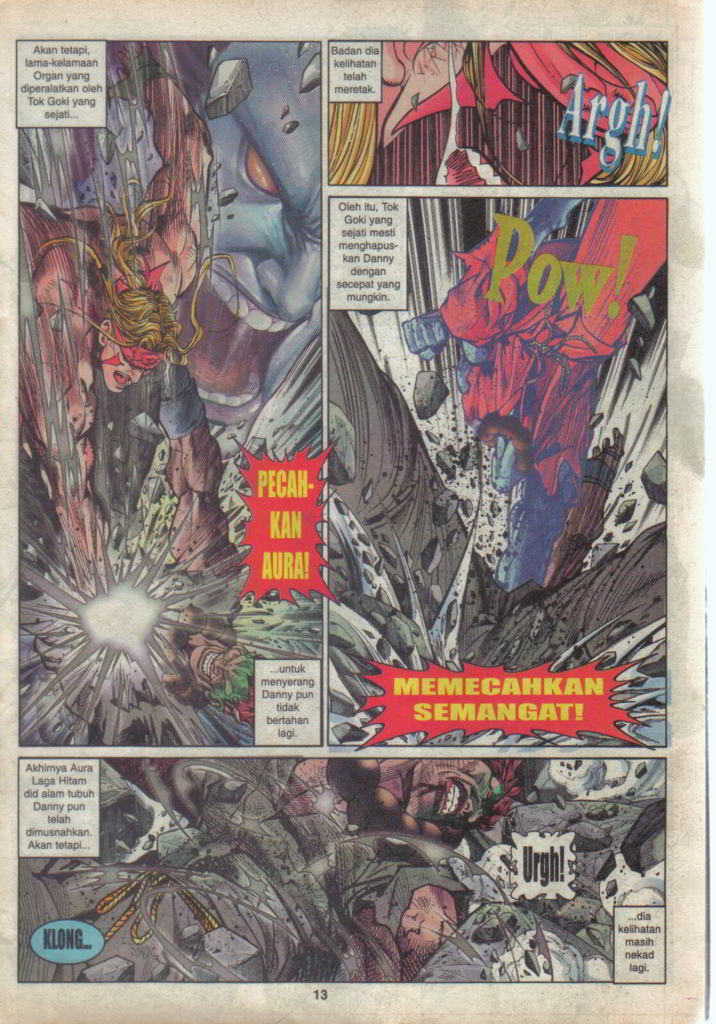 Akan tetapi,
lama-kelamaan
Organ yang
diperalatkan oleh
Tok Goki yang
sejati...
PECAH-
KAN
AURA!
...untuk
menyerang
Danny pun
tidak
bertahan
lagi.
Badan dia
kelihatan
telah
meretak.
Argh!
Oleh itu, Tok
Goki yang
sejati mesti
menghapus-
kan Danny
dengan
secepat yang
mungkin.
Pow!
MEMECAHKAN
SEMANGAT!
Akhirnya Aura
Laga Hitam
did alam tubuh
Danny pun
telah
dimusnahkan.
Akan tetapi...
KLONG...
Urgh!
...dia
kelihatan
masih
nekad
lagi.
13